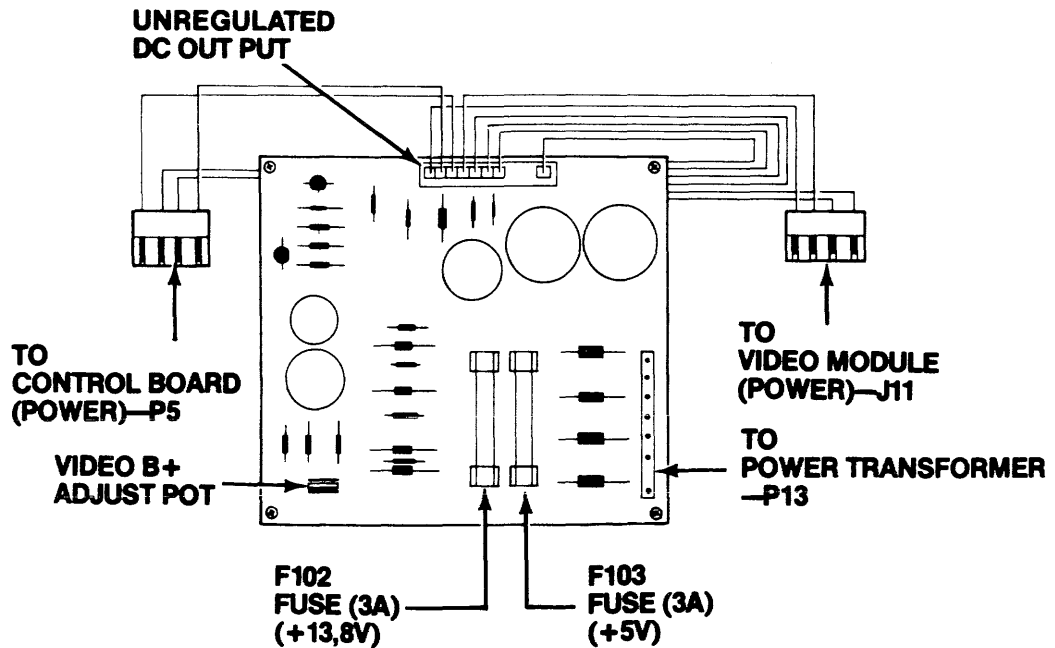 UNREGULATED
DC OUT PUT
TO
CONTROL BOARD
(POWER)—P5
TO
VIDEO MODULE
(POWER)—J11
VIDEO B+
ADJUST POT
TO
POWER TRANSFORMER
—P13
F102
FUSE (3A)
(+13,8V)
F103
FUSE (3A)
(+5V)